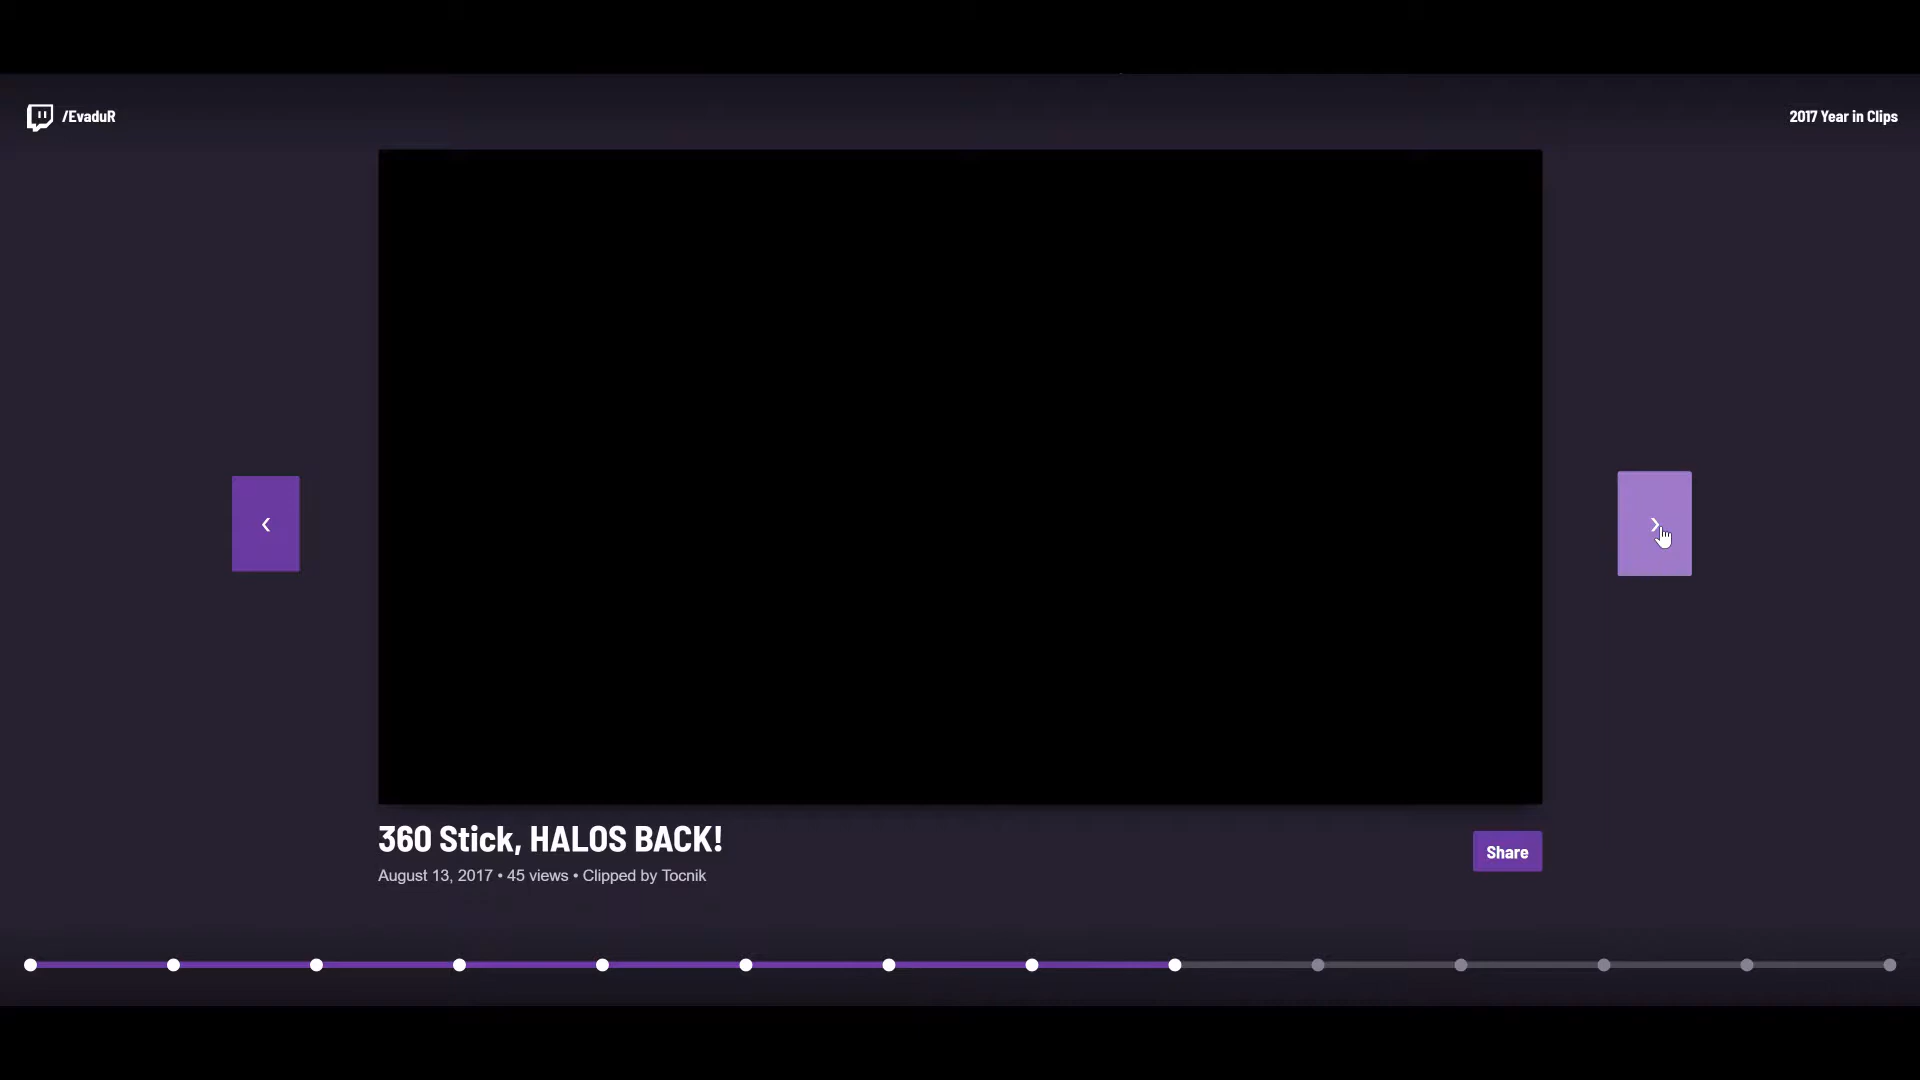 /EvaduR
2017 Year in Clips
360 Stick, HALOS BACK!
Share
August 13, 2017 • 45 views • Clipped by Tocnik